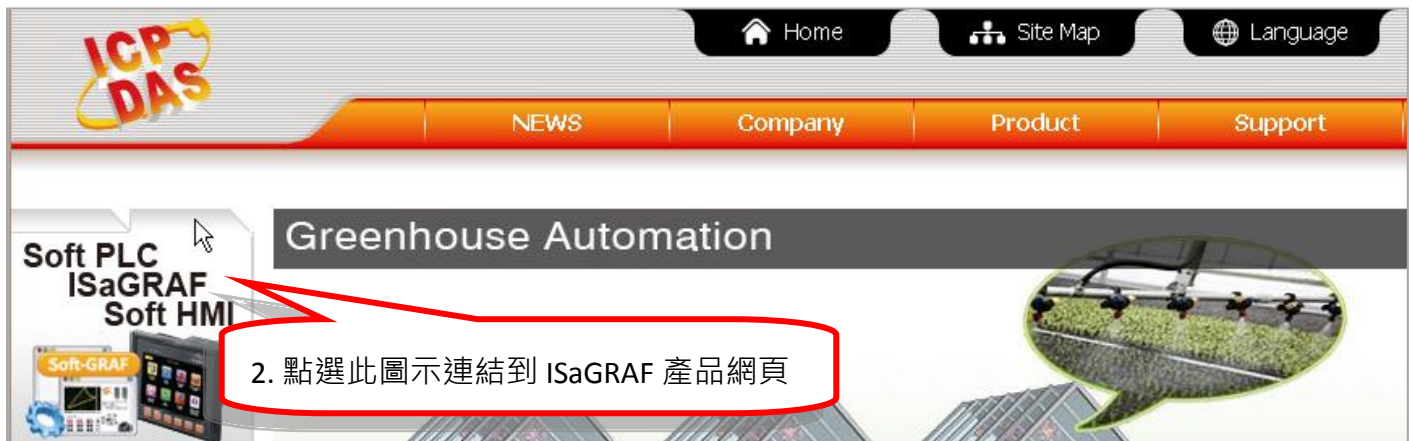 ICP
DAS
Home
Site Map
Language
NEWS
Company
Product
Support
Greenhouse Automation
Soft PLC
ISaGRAF
Soft HMI
Soft-GRAF
2. 點選此圖示連結到 ISaGRAF 產品網頁